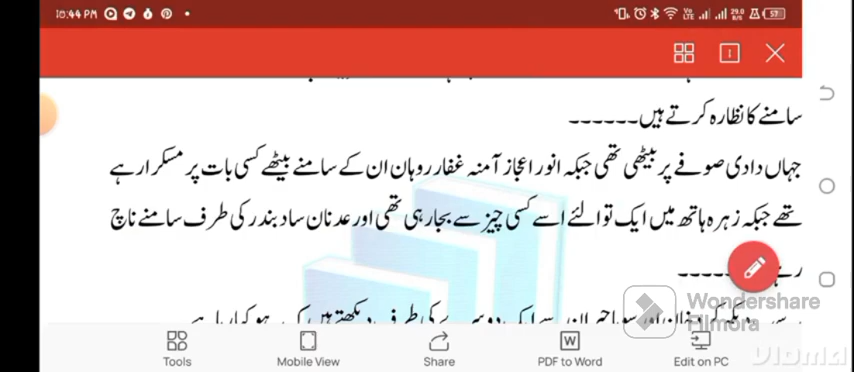 10:44 PM
57
سامنے کا نظارہ کرتے ہیں۔۔۔۔۔۔
جہاں دادی صوفے پر بیٹھی تھی جبکہ انور اعجاز آمنہ غفار روہان ان کے سامنے بیٹھے کسی بات پر مسکرا رہے
تھے جبکہ زہرہ ہاتھ میں ایک توا لئے اسے کسی چیز سے بجا رہی تھی اور عدنان ساد بندر کی طرف سامنے ناچ
Wondershare
Filmora
Tools
Mobile View
Share
PDF to Word
Edit on PC